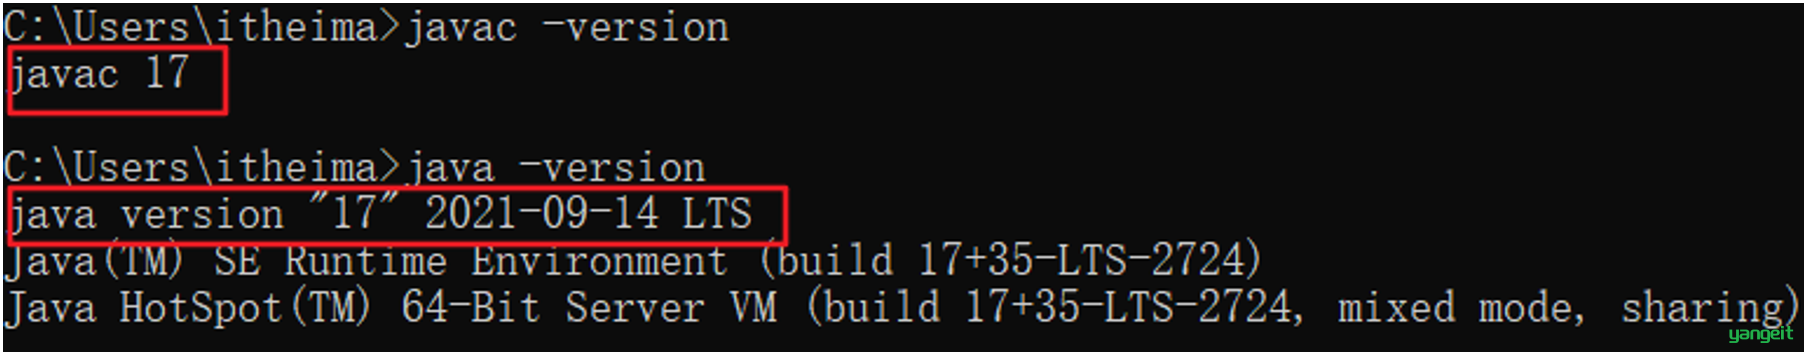 C:\Users\itheima>javac -version
javac 17
C:\Users\itheima>java -version
java version "17" 2021-09-14 LTS
Java(TM) SE Runtime Environment (build 17+35-LTS-2724)
Java HotSpot(TM) 64-Bit Server VM (build 17+35-LTS-2724, mixed mode, sharing)
yangeit